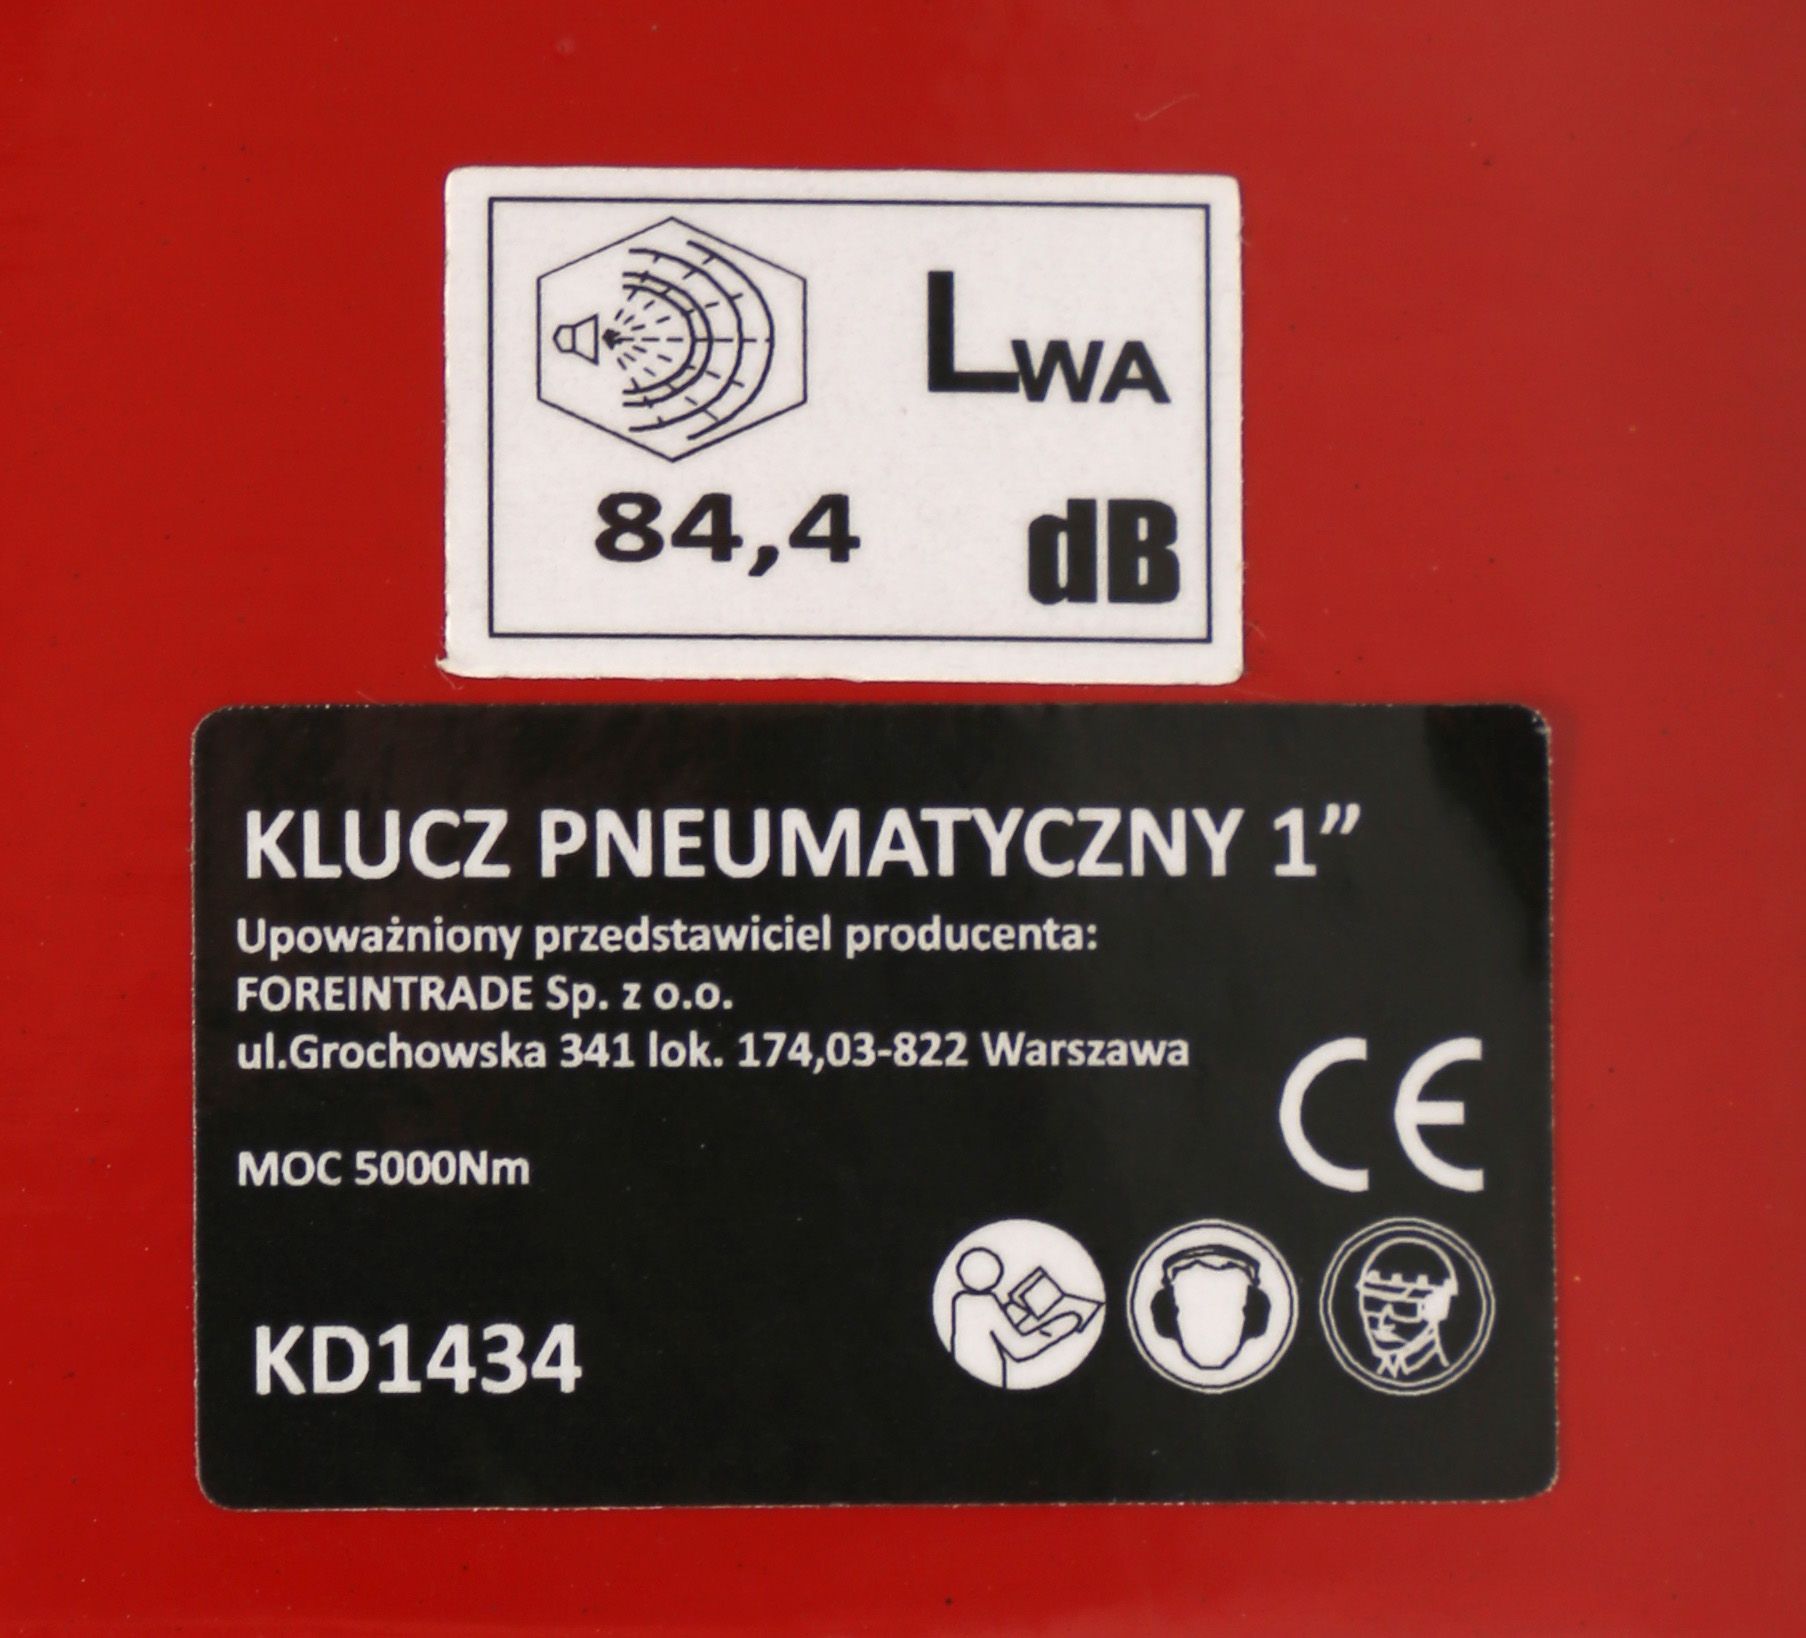 LWA
84,4 dB
KLUCZ PNEUMATYCZNY 1”
Upoważniony przedstawiciel producenta:
FOREINTRADE Sp. z o.o.
ul.Grochowska 341 lok. 174,03-822 Warszawa
CE
MOC 5000Nm
KD1434